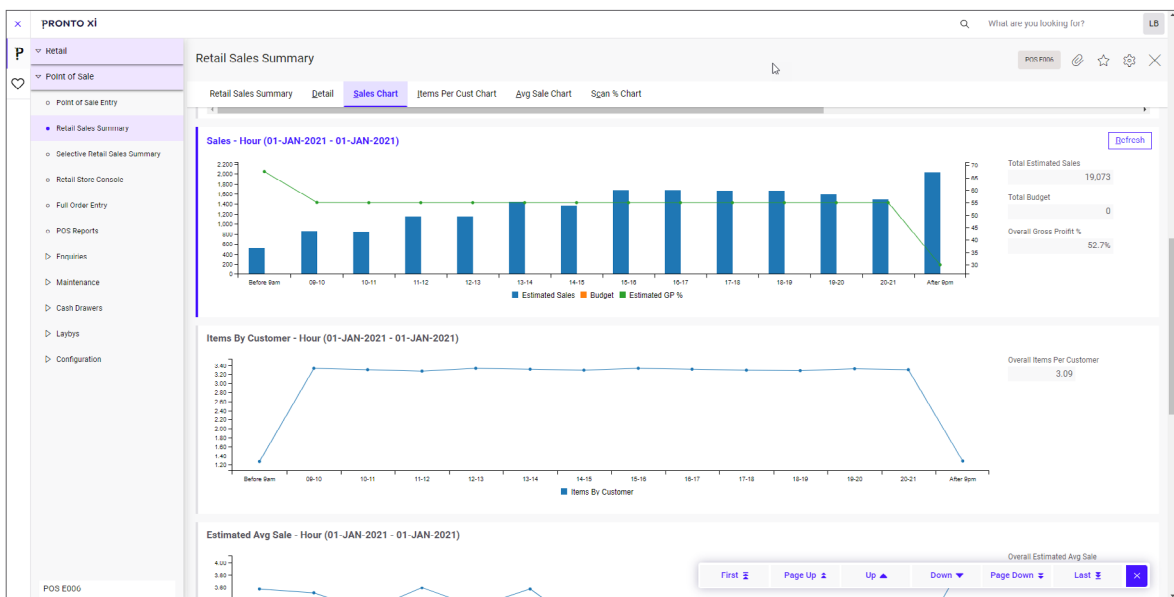 PRONTO Xi
What are you looking for?
LB
Retail
Point of Sale
Point of Sale Entry
Retail Sales Summary
Selective Retail Sales Summary
Retail Store Console
Full Order Entry
POS Reports
Enquiries
Maintenance
Cash Drawers
Laybys
Configuration
POS E006
Retail Sales Summary
POS E006
Retail Sales Summary Detail Sales Chart Items Per Cust Chart Avg Sale Chart Scan % Chart
Sales - Hour (01-JAN-2021 - 01-JAN-2021)
Refresh
2,200
2,000
1,800
1,600
1,400
1,200
1,000
800
600
400
200
0
70
65
60
55
50
45
40
35
30
Before 9am 09-10 10-11 11-12 12-13 13-14 14-15 15-16 16-17 17-18 18-19 19-20 20-21 After 9pm
Estimated Sales Budget Estimated GP %
Total Estimated Sales
19,073
Total Budget
0
Overall Gross Proifit %
52.7%
Items By Customer - Hour (01-JAN-2021 - 01-JAN-2021)
3.40
3.20
3.00
2.80
2.60
2.40
2.20
2.00
1.80
1.60
1.40
1.20
Before 9am 09-10 10-11 11-12 12-13 13-14 14-15 15-16 16-17 17-18 18-19 19-20 20-21 After 9pm
Items By Customer
Overall Items Per Customer
3.09
Estimated Avg Sale - Hour (01-JAN-2021 - 01-JAN-2021)
4.00
3.80
3.60
Overall Estimated Avg Sale
First Page Up Up Down Page Down Last